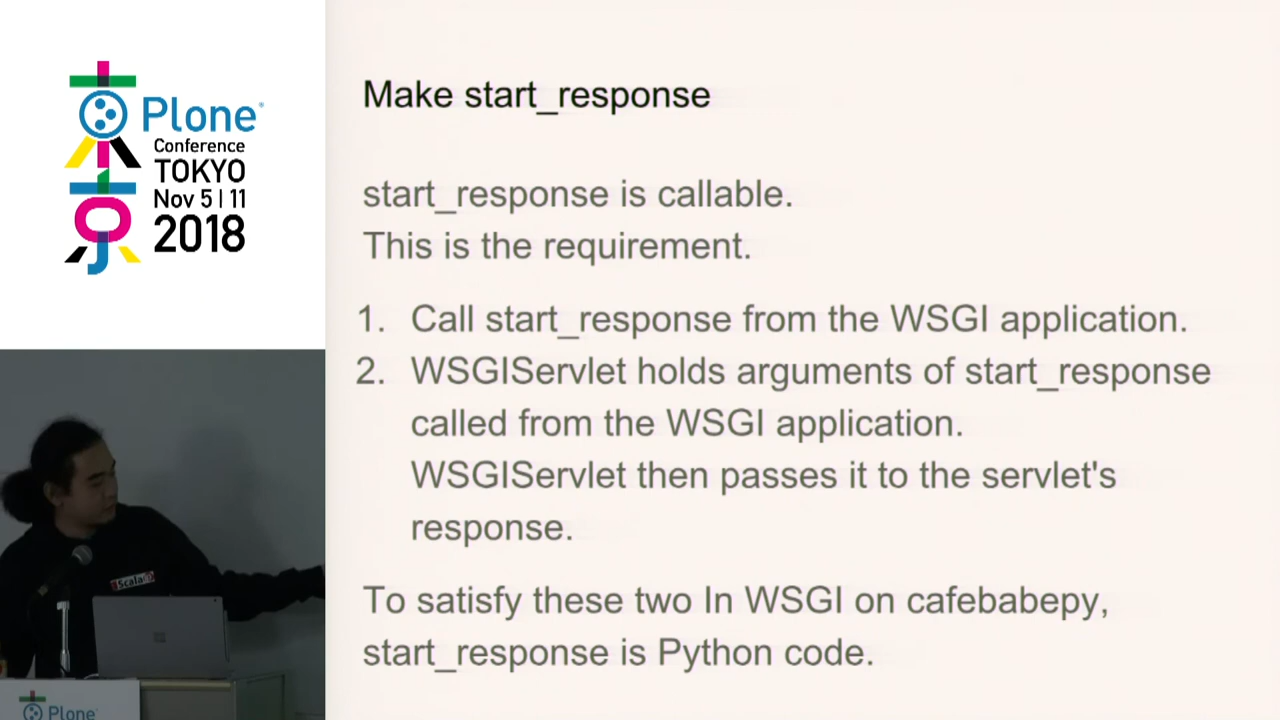 Plone
Conference
TOKYO
Nov 5 | 11
2018
Make start_response
start_response is callable.
This is the requirement.
1. Call start_response from the WSGI application.
2. WSGIServlet holds arguments of start_response
called from the WSGI application.
WSGIServlet then passes it to the servlet's
response.
To satisfy these two In WSGI on cafebabepy,
start_response is Python code.
Scala
Plone